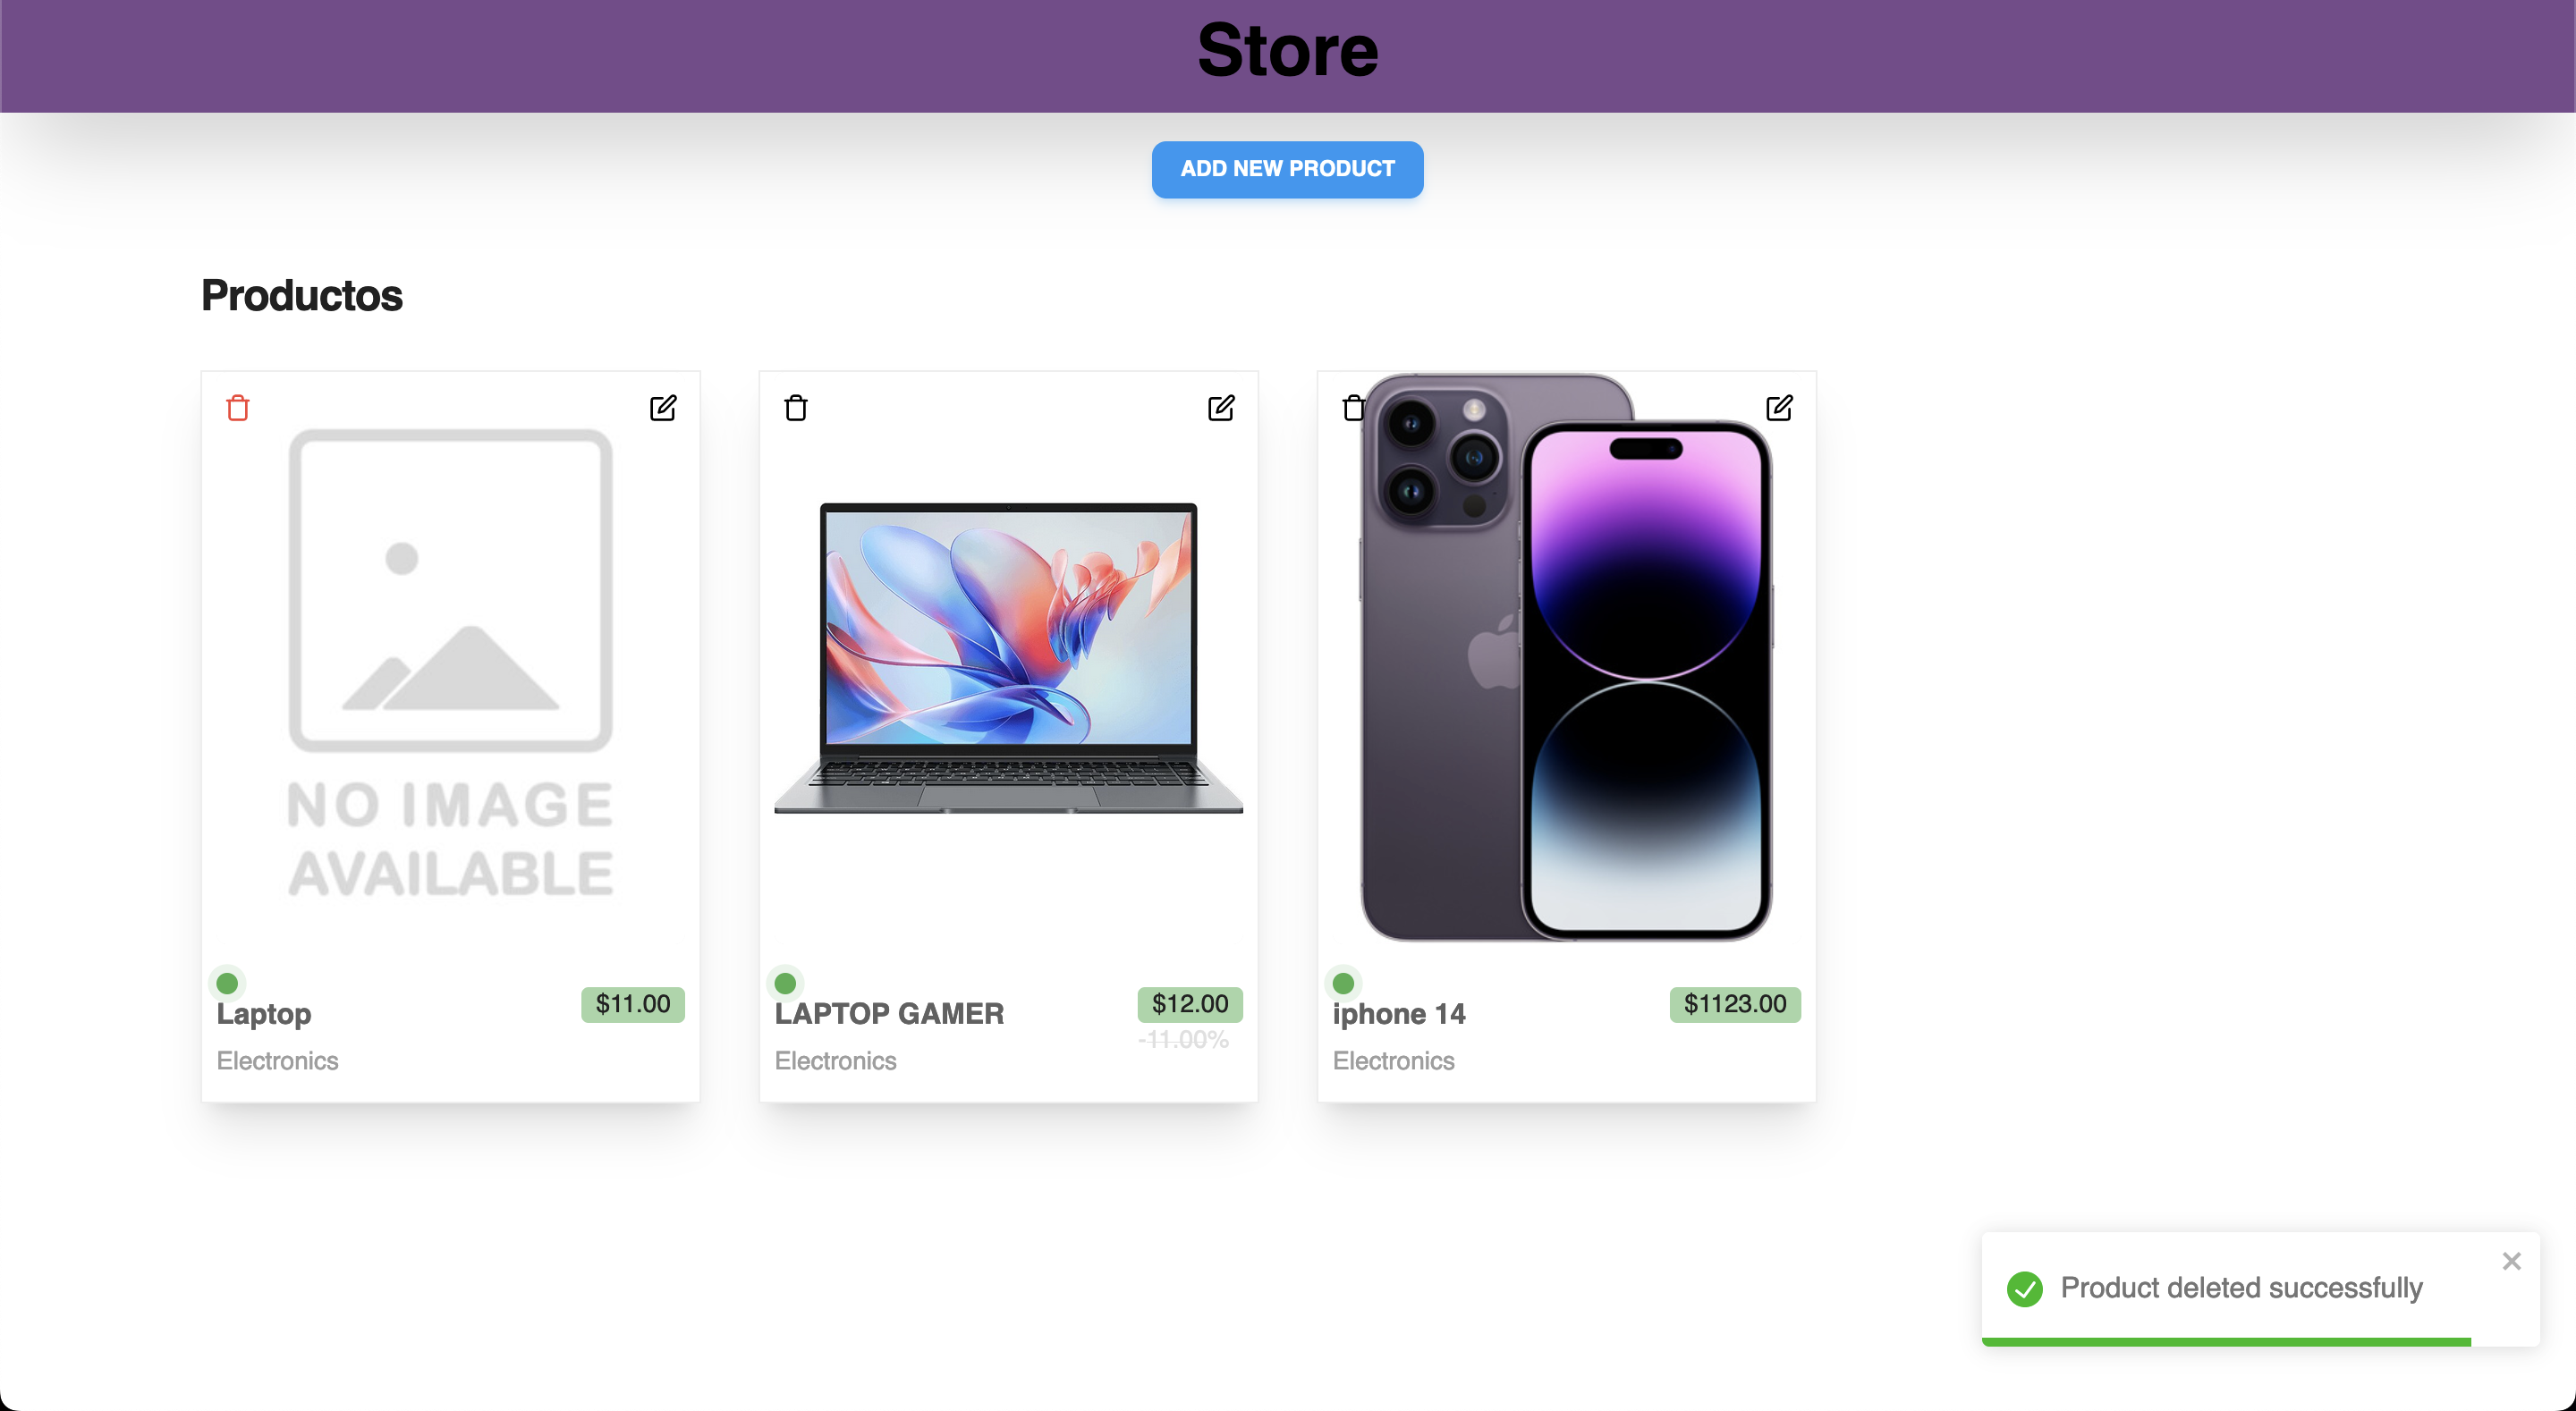 Store
ADD NEW PRODUCT
Productos
NO IMAGE
AVAILABLE
Laptop
$11.00
Electronics
LAPTOP GAMER
$12.00
-11.00%
Electronics
iphone 14
$1123.00
Electronics
Product deleted successfully